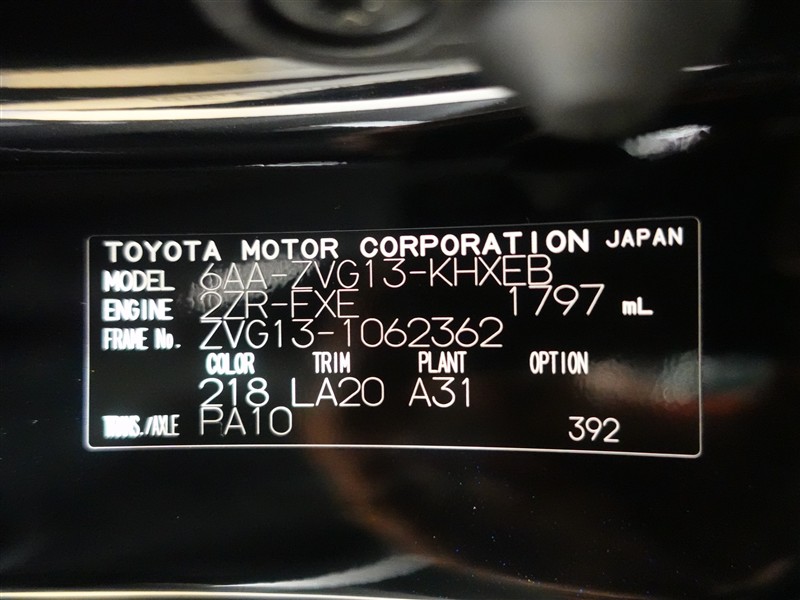 TOYOTA MOTOR CORPORATION JAPAN
MODEL 6AA-ZVG13-KHXEB
ENGINE 2ZR-FXE 1797 mL
FRAME No. ZVG13-1062362
COLOR TRIM PLANT OPTION
218 LA20 A31
TRANS./AXLE PA10 392